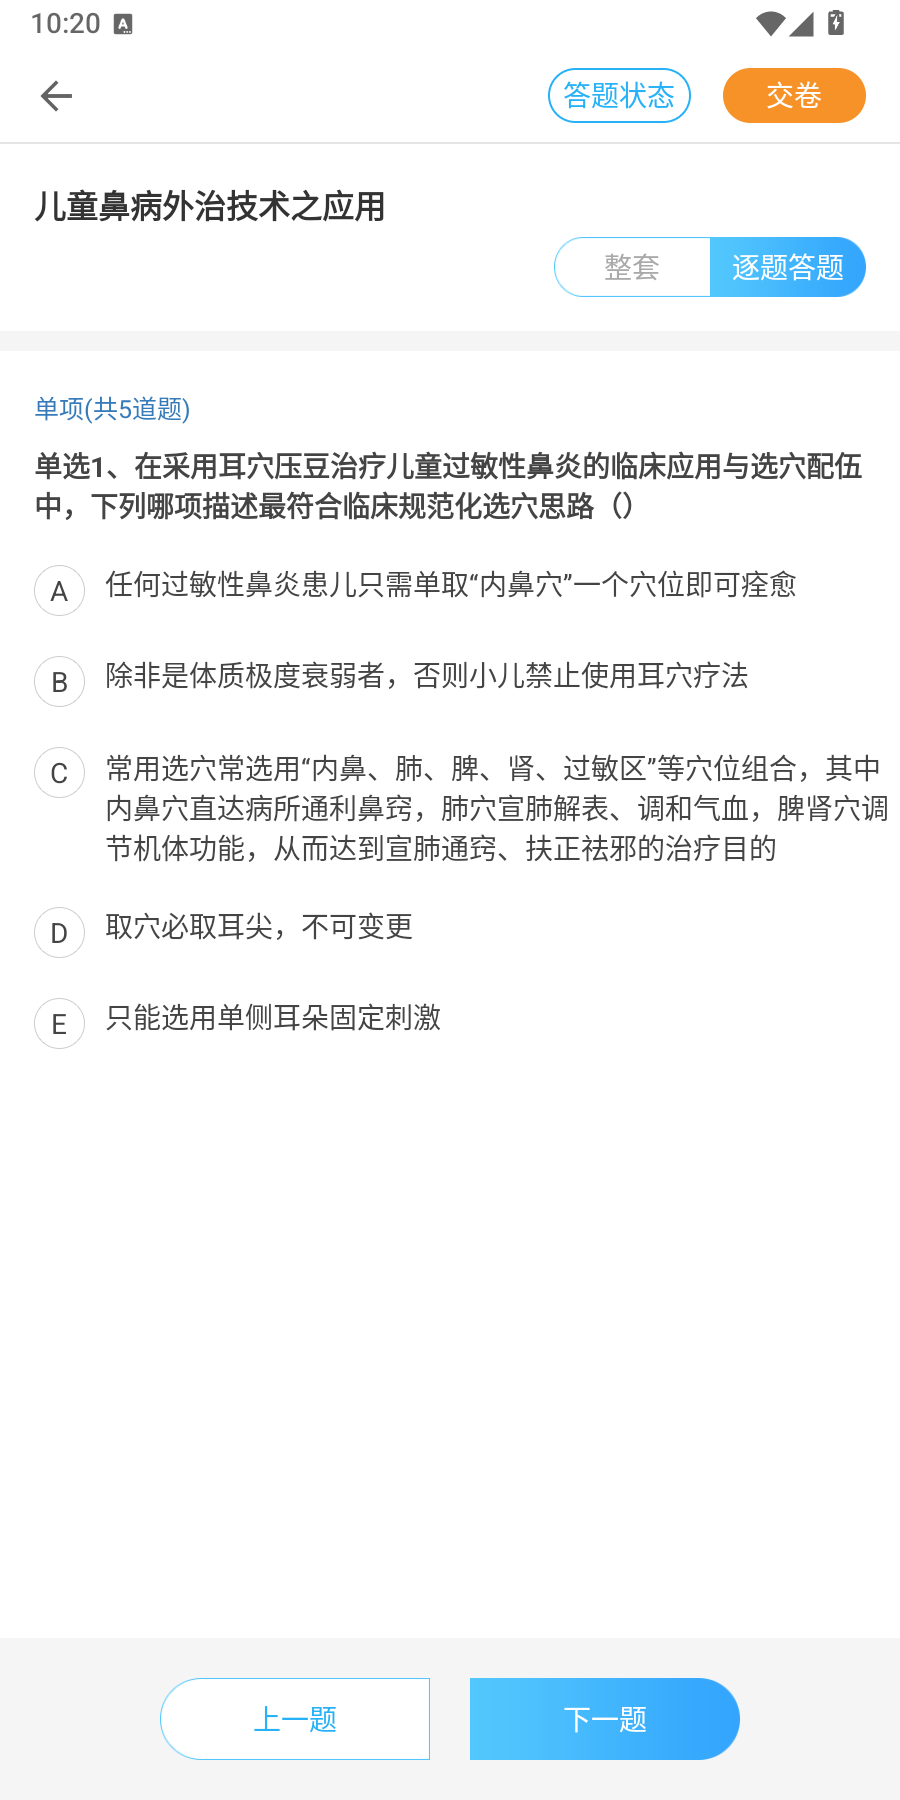 10:20
答题状态
交卷
儿童鼻病外治技术之应用
整套
逐题答题
单项(共5道题)
单选1、在采用耳穴压豆治疗儿童过敏性鼻炎的临床应用与选穴配伍
中，下列哪项描述最符合临床规范化选穴思路（）
A
任何过敏性鼻炎患儿只需单取“内鼻穴”一个穴位即可痊愈
B
除非是体质极度衰弱者，否则小儿禁止使用耳穴疗法
C
常用选穴常选用“内鼻、肺、脾、肾、过敏区”等穴位组合，其中
内鼻穴直达病所通利鼻窍，肺穴宣肺解表、调和气血，脾肾穴调
节机体功能，从而达到宣肺通窍、扶正祛邪的治疗目的
D
取穴必取耳尖，不可变更
E
只能选用单侧耳朵固定刺激
上一题
下一题